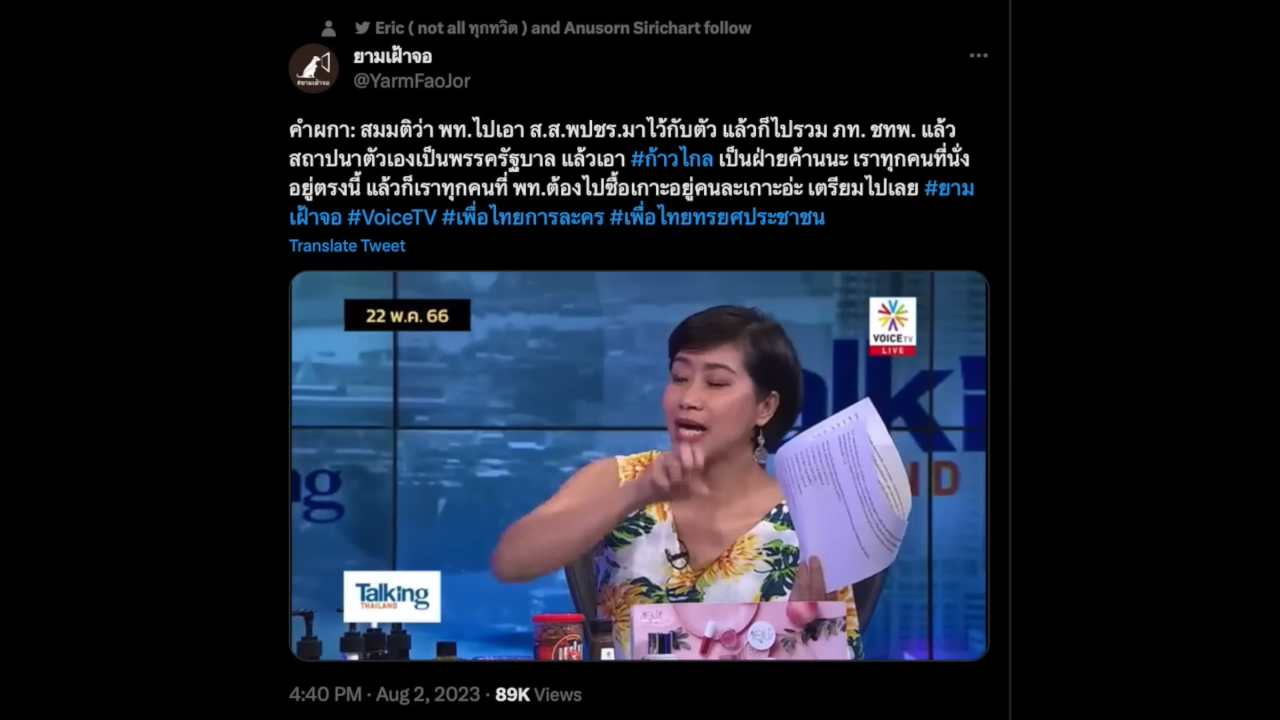 Eric ( not all ทุกทวิต ) and Anusorn Sirichart follow
ยามเฝ้าจอ
@YarmFaoJor
คำผกา: สมมติว่า พท.ไปเอา ส.ส.พปชร.มาไว้กับตัว แล้วก็ไปรวม ภท. ชทพ. แล้ว
สถาปนาตัวเองเป็นพรรครัฐบาล แล้วเอา #ก้าวไกล เป็นฝ่ายค้านนะ เราทุกคนที่นั่ง
อยู่ตรงนี้ แล้วก็เราทุกคนที่ พท.ต้องไปซื้อเกาะอยู่คนละเกาะอ่ะ เตรียมไปเลย #ยาม
เฝ้าจอ #VoiceTV #เพื่อไทยการละคร #เพื่อไทยทรยศประชาชน
Translate Tweet
22 พ.ค. 66
VOICE TV
LIVE
Talking
THAILAND
4:40 PM · Aug 2, 2023 · 89K Views